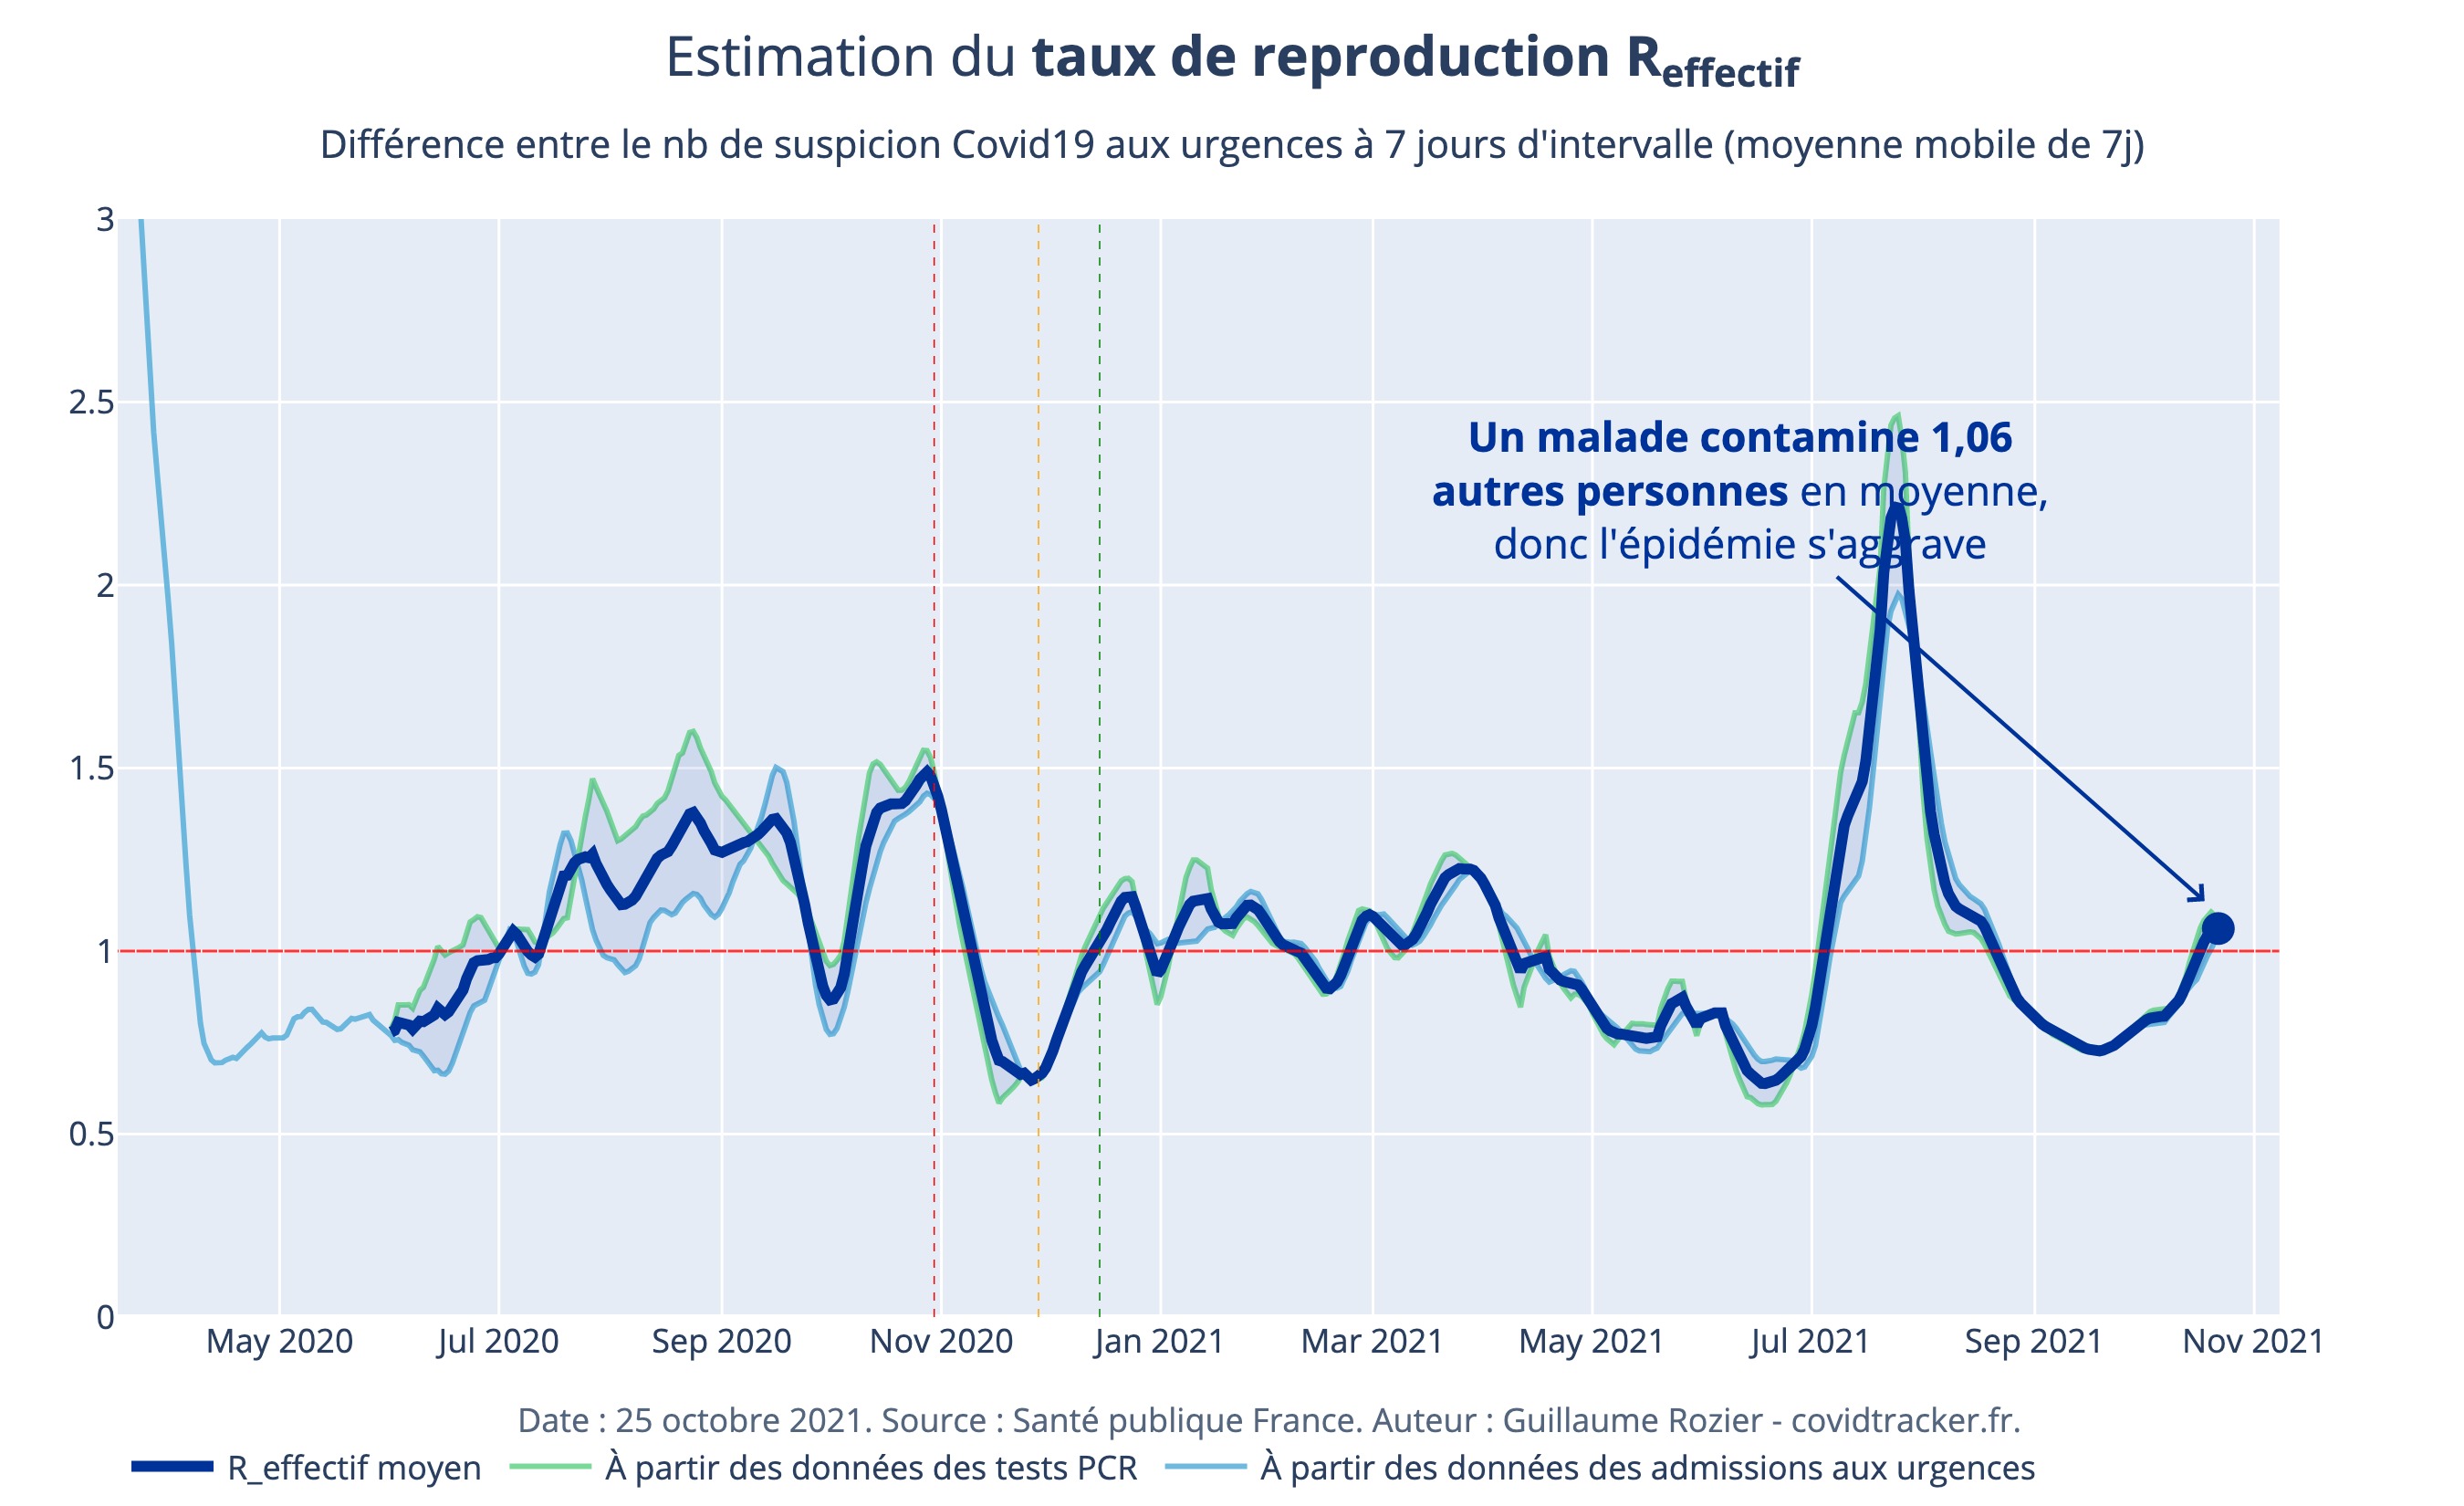 Estimation du taux de reproduction Reffectif
Différence entre le nb de suspicion Covid19 aux urgences à 7 jours d'intervalle (moyenne mobile de 7j)
3
2.5
2
1.5
1
0.5
0
Un malade contamine 1,06
autres personnes en moyenne,
donc l'épidémie s'aggrave
May 2020 Jul 2020 Sep 2020 Nov 2020 Jan 2021 Mar 2021 May 2021 Jul 2021 Sep 2021 Nov 2021
Date : 25 octobre 2021. Source : Santé publique France. Auteur : Guillaume Rozier - covidtracker.fr.
R_effectif moyen À partir des données des tests PCR À partir des données des admissions aux urgences